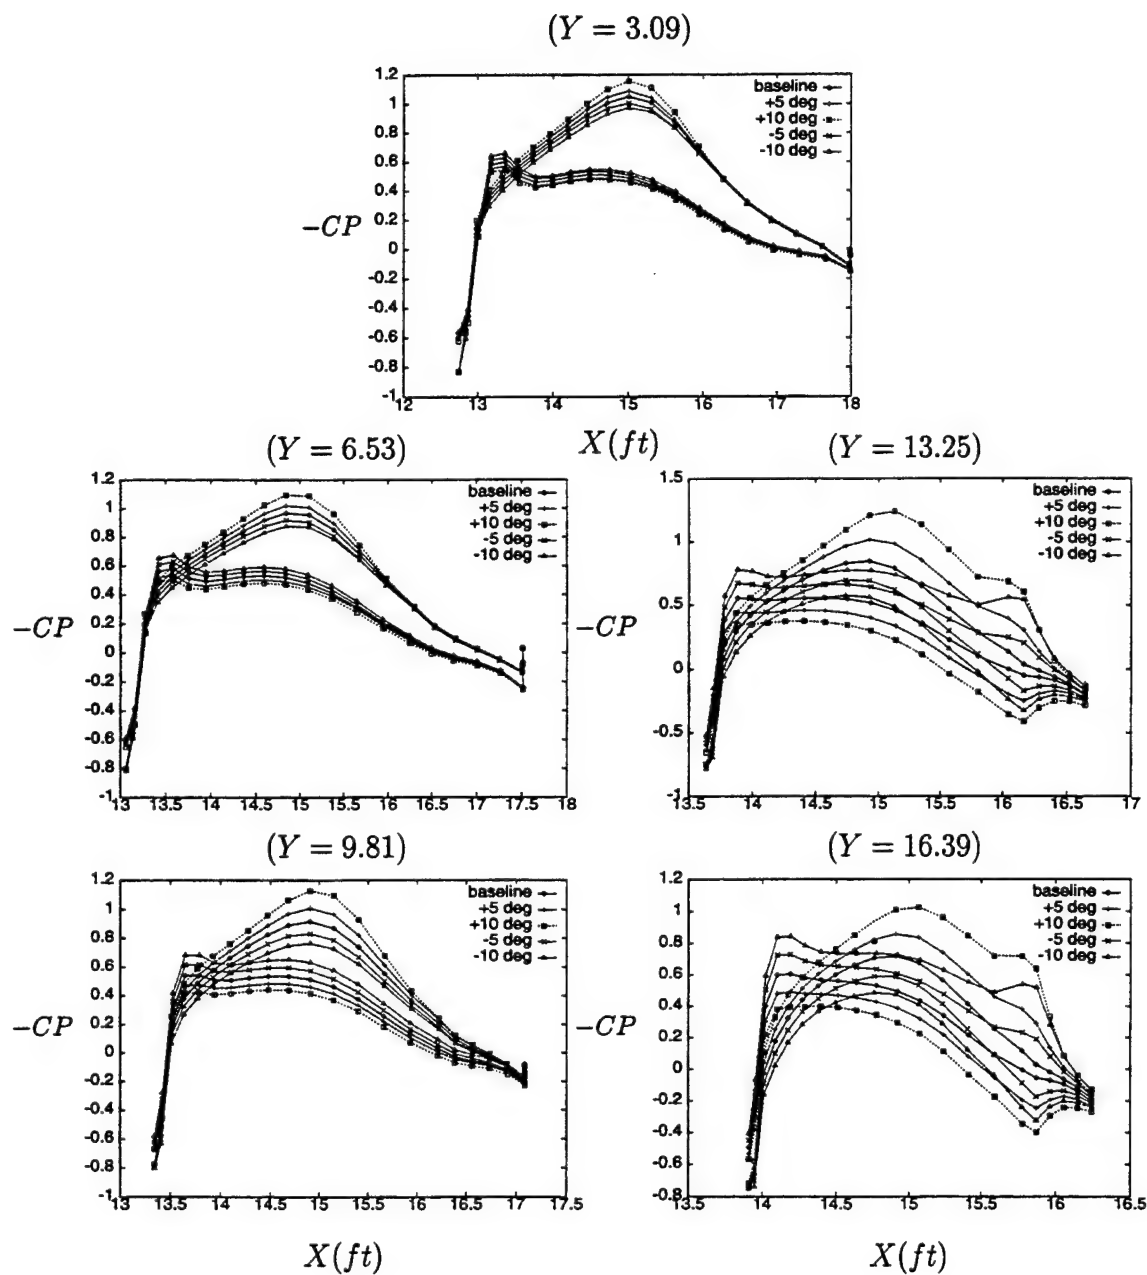 (Y = 3.09)
1.2
1
0.8
0.6
0.4
0.2
0
-0.2
-0.4
-0.6
-0.8
-1
-CP
baseline
+5 deg
+10 deg
-5 deg
-10 deg
12 13 14 15 16 17 18
X(ft)
(Y = 6.53)
1.2
1
0.8
0.6
0.4
0.2
0
-0.2
-0.4
-0.6
-0.8
-1
-CP
baseline
+5 deg
+10 deg
-5 deg
-10 deg
13 13.5 14 14.5 15 15.5 16 16.5 17 17.5 18
(Y = 13.25)
1.5
1
0.5
0
-0.5
-1
-CP
baseline
+5 deg
+10 deg
-5 deg
-10 deg
13.5 14 14.5 15 15.5 16 16.5 17
(Y = 9.81)
1.2
1
0.8
0.6
0.4
0.2
0
-0.2
-0.4
-0.6
-0.8
-1
-CP
baseline
+5 deg
+10 deg
-5 deg
-10 deg
13 13.5 14 14.5 15 15.5 16 16.5 17 17.5
X(ft)
(Y = 16.39)
1.2
1
0.8
0.6
0.4
0.2
0
-0.2
-0.4
-0.6
-0.8
-CP
baseline
+5 deg
+10 deg
-5 deg
-10 deg
13.5 14 14.5 15 15.5 16 16.5
X(ft)